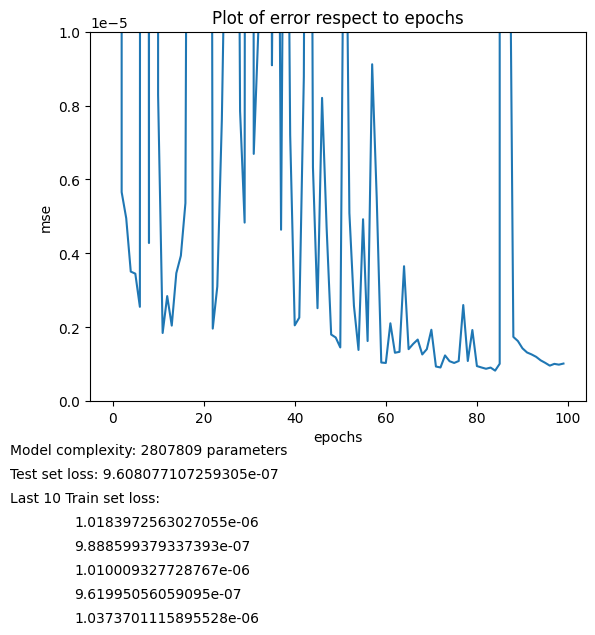 Plot of error respect to epochs
1e−5
1.0
0.8
0.6
0.4
0.2
0.0
mse
0 20 40 60 80 100
epochs
Model complexity: 2807809 parameters
Test set loss: 9.608077107259305e-07
Last 10 Train set loss:
1.0183972563027055e-06
9.888599379337393e-07
1.010009327728767e-06
9.61995056059095e-07
1.0373701115895528e-06